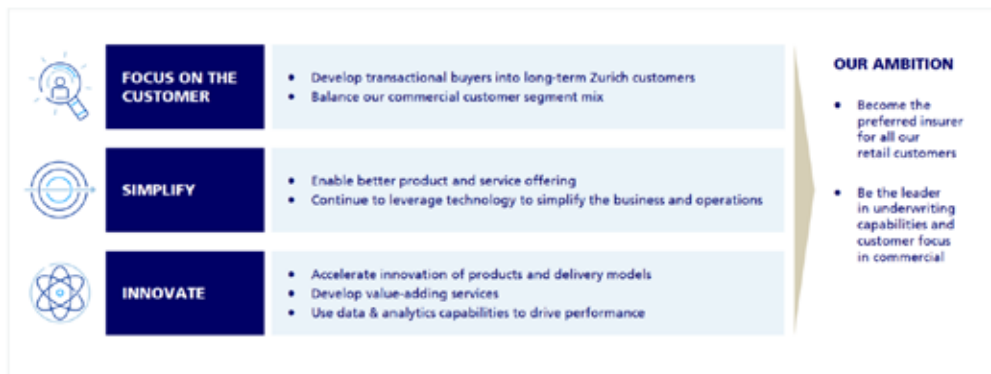 FOCUS ON THE
CUSTOMER
• Develop transactional buyers into long-term Zurich customers
• Balance our commercial customer segment mix
SIMPLIFY
• Enable better product and service offering
• Continue to leverage technology to simplify the business and operations
INNOVATE
• Accelerate innovation of products and delivery models
• Develop value-adding services
• Use data & analytics capabilities to drive performance
OUR AMBITION
• Become the
preferred insurer
for all our
retail customers
• Be the leader
in underwriting
capabilities and
customer focus
in commercial